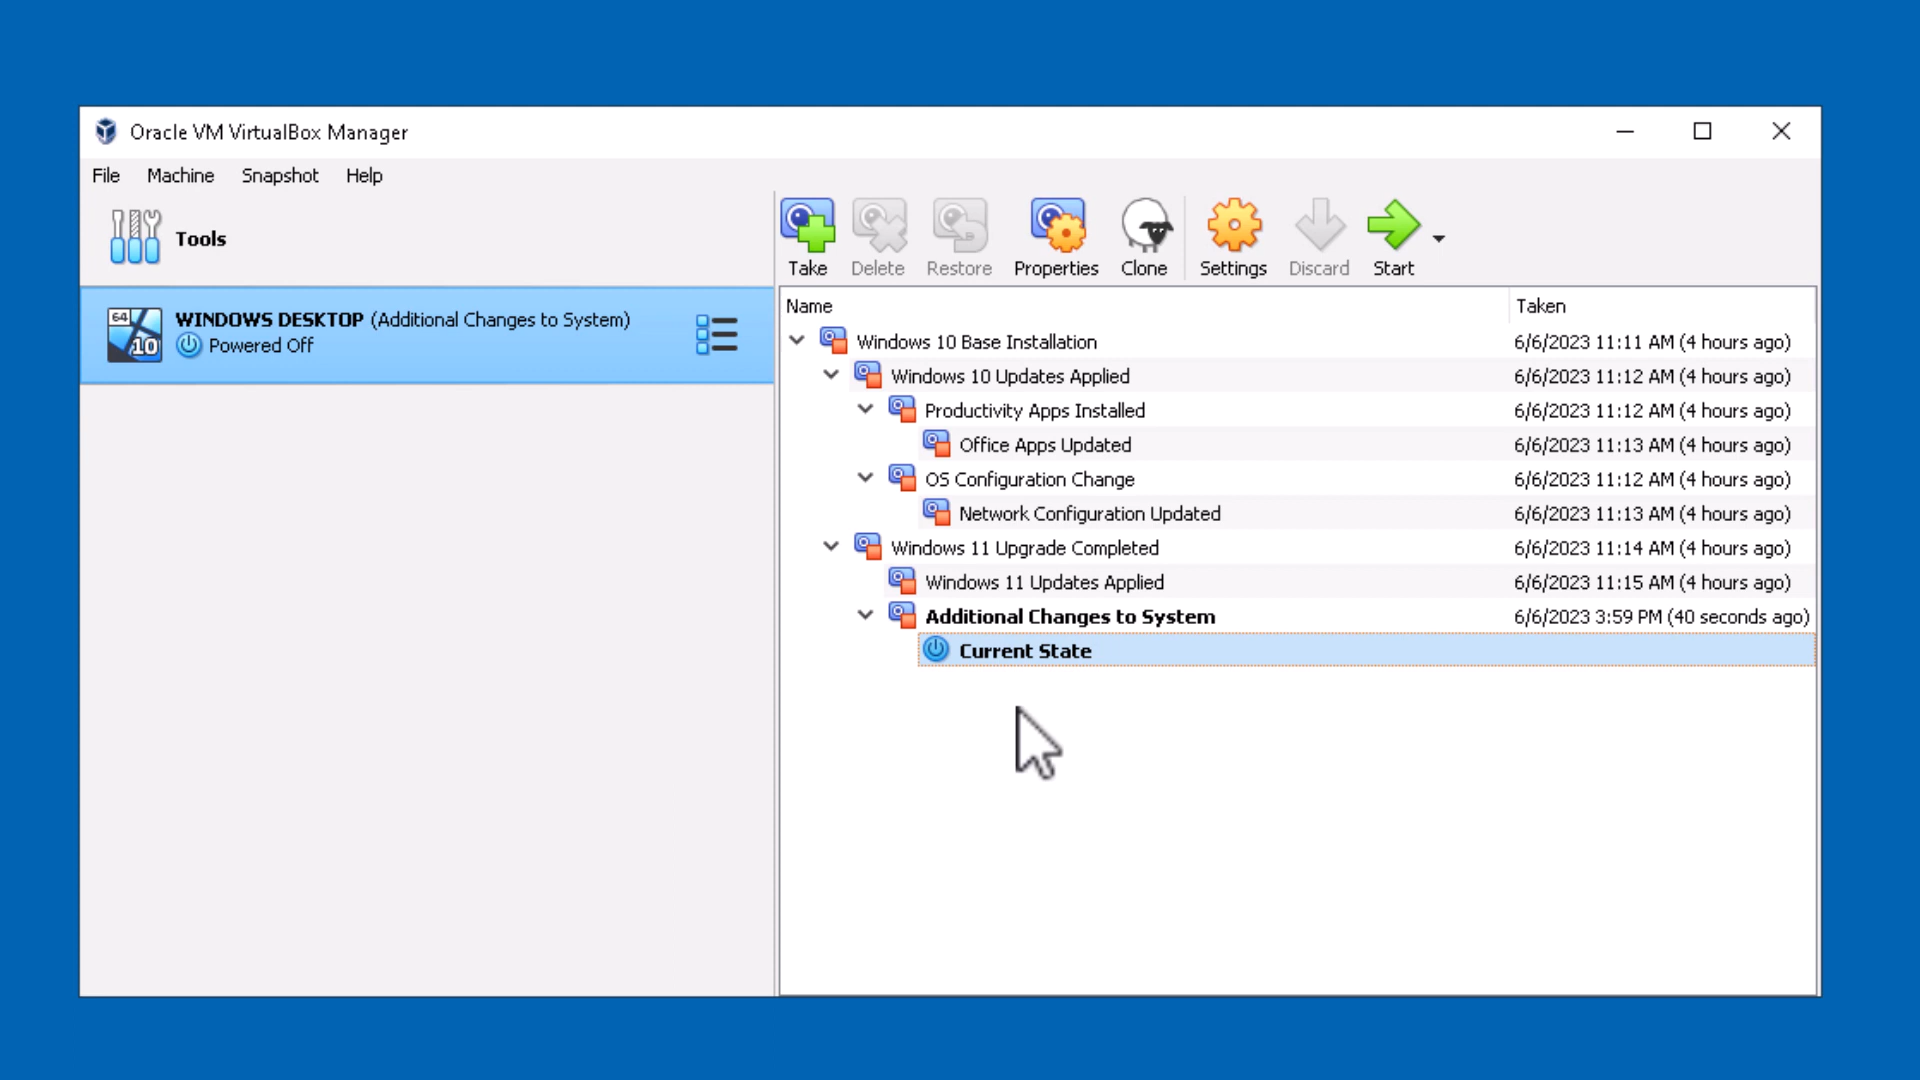 Oracle VM VirtualBox Manager
File Machine Snapshot Help
Tools
Take Delete Restore Properties Clone Settings Discard Start
64
10
WINDOWS DESKTOP (Additional Changes to System)
Powered Off
Name Taken
Windows 10 Base Installation 6/6/2023 11:11 AM (4 hours ago)
Windows 10 Updates Applied 6/6/2023 11:12 AM (4 hours ago)
Productivity Apps Installed 6/6/2023 11:12 AM (4 hours ago)
Office Apps Updated 6/6/2023 11:13 AM (4 hours ago)
OS Configuration Change 6/6/2023 11:12 AM (4 hours ago)
Network Configuration Updated 6/6/2023 11:13 AM (4 hours ago)
Windows 11 Upgrade Completed 6/6/2023 11:14 AM (4 hours ago)
Windows 11 Updates Applied 6/6/2023 11:15 AM (4 hours ago)
Additional Changes to System 6/6/2023 3:59 PM (40 seconds ago)
Current State